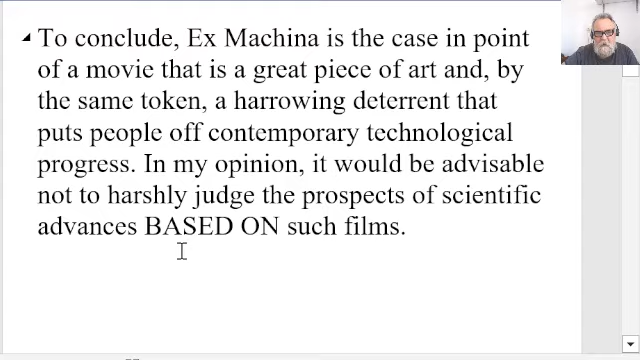 To conclude, Ex Machina is the case in point
of a movie that is a great piece of art and, by
the same token, a harrowing deterrent that
puts people off contemporary technological
progress. In my opinion, it would be advisable
not to harshly judge the prospects of scientific
advances BASED ON such films.